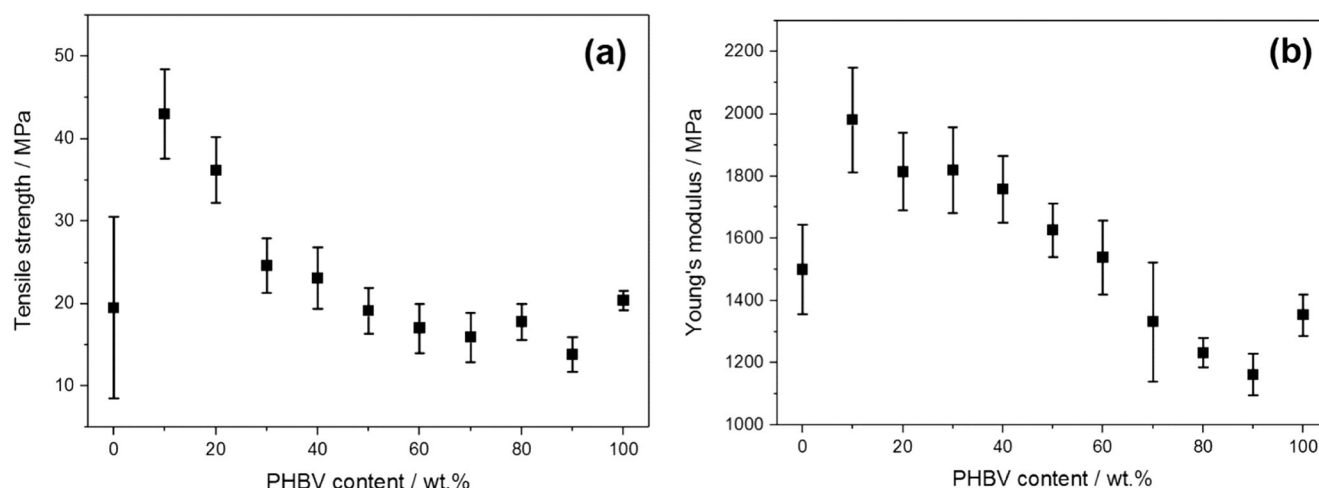 (a)
Tensile strength / MPa
50
40
30
20
10
0 20 40 60 80 100
PHBV content / wt.%
(b)
Young's modulus / MPa
2200
2000
1800
1600
1400
1200
1000
0 20 40 60 80 100
PHBV content / wt.%